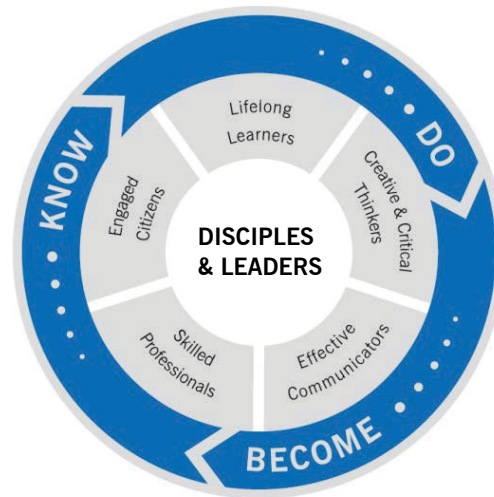 KNOW
DO
BECOME
Lifelong
Learners
Creative & Critical
Thinkers
Effective
Communicators
Skilled
Professionals
Engaged
Citizens
DISCIPLES
& LEADERS